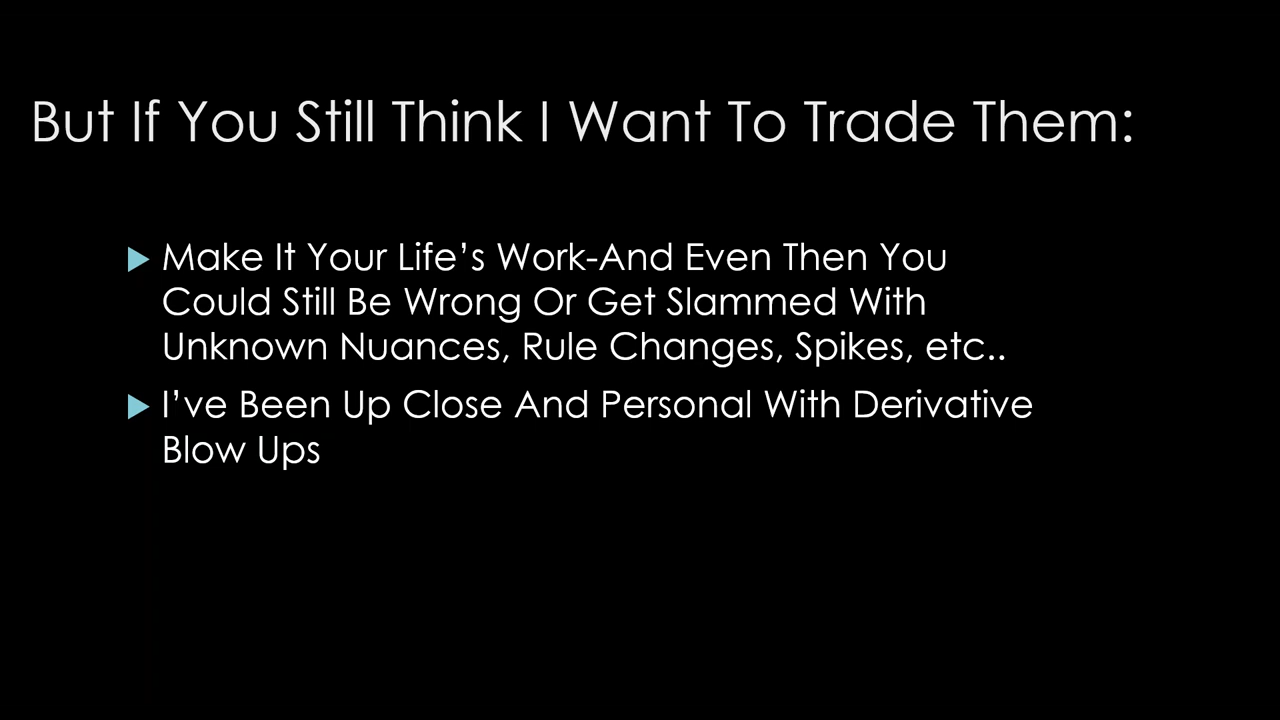 But If You Still Think I Want To Trade Them:
Make It Your Life’s Work-And Even Then You
Could Still Be Wrong Or Get Slammed With
Unknown Nuances, Rule Changes, Spikes, etc..
I’ve Been Up Close And Personal With Derivative
Blow Ups